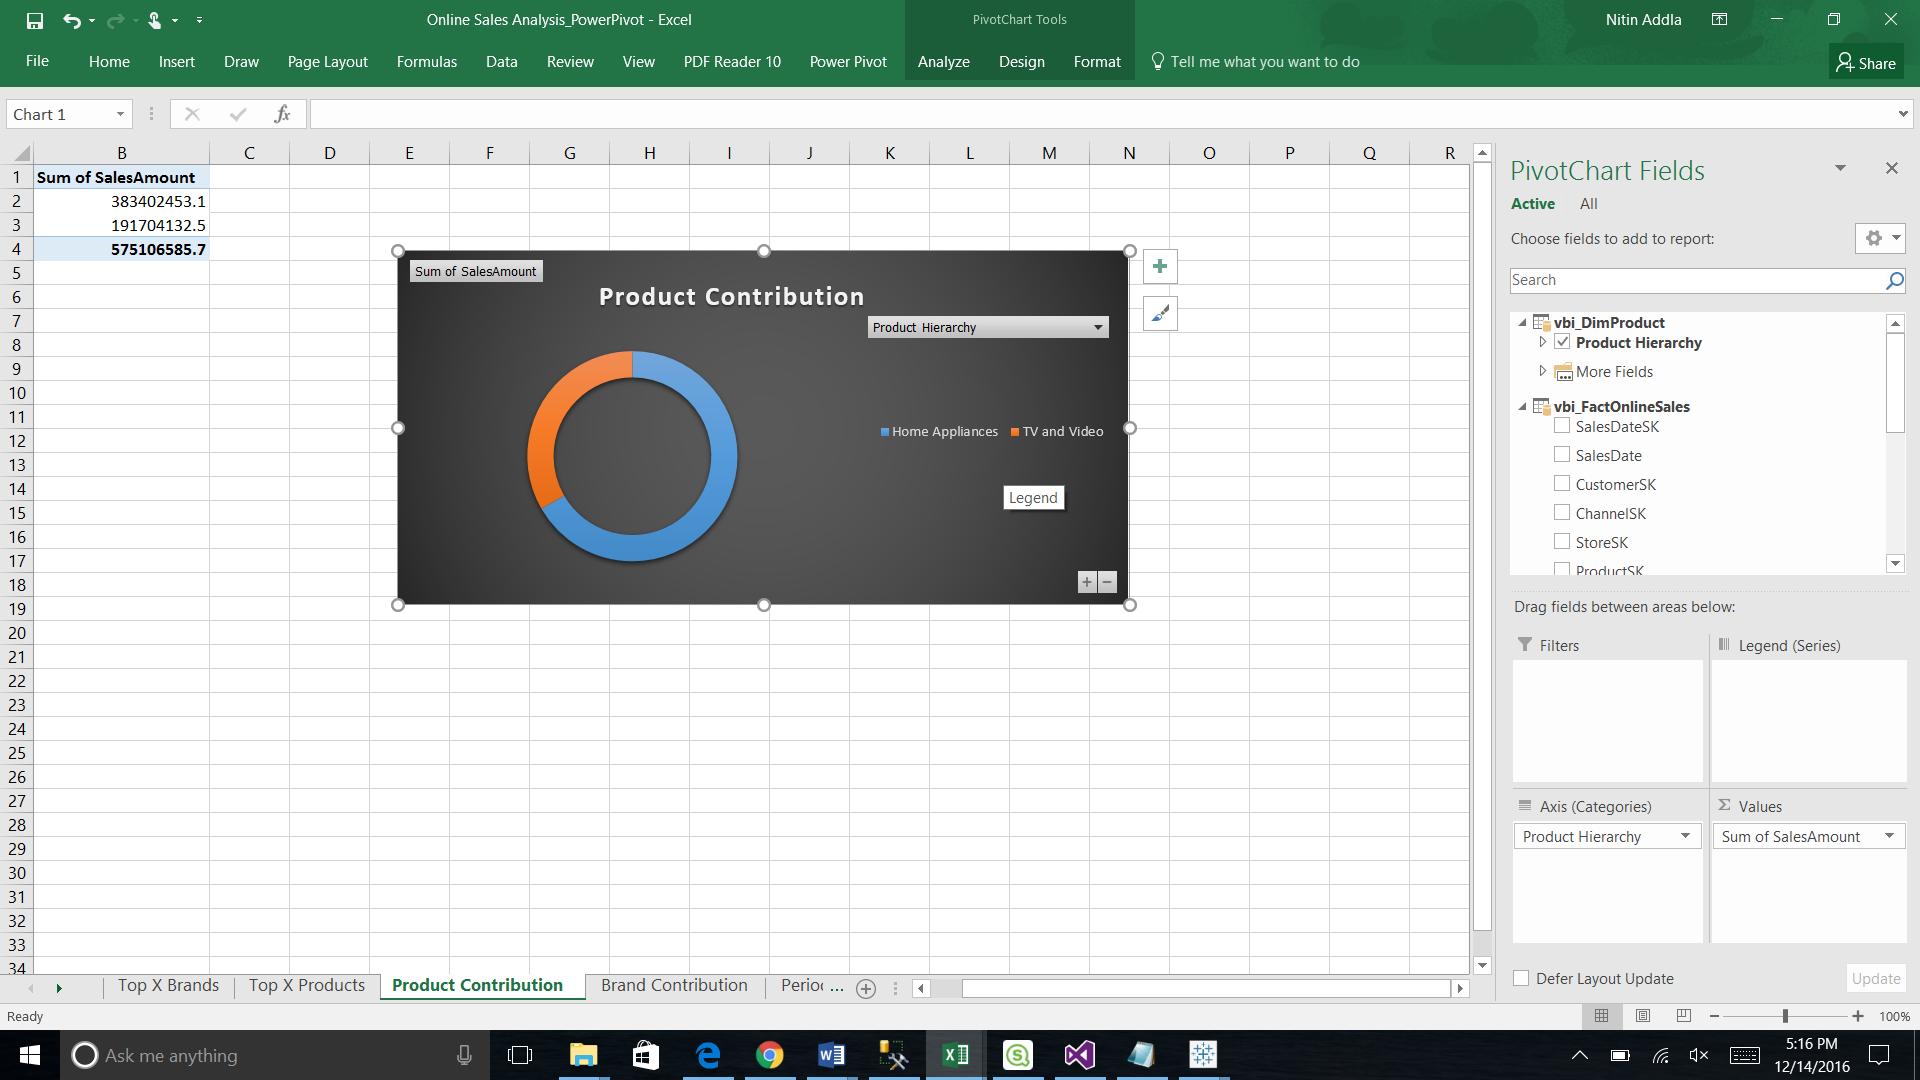 Online Sales Analysis_PowerPivot - Excel
PivotChart Tools
Nitin Addla
File Home Insert Draw Page Layout Formulas Data Review View PDF Reader 10 Power Pivot Analyze Design Format Tell me what you want to do Share
Chart 1 fx
B C D E F G H I J K L M N O P Q R
1 Sum of SalesAmount
2 383402453.1
3 191704132.5
4 575106585.7
5
6
7
8
9
10
11
12
13
14
15
16
17
18
19
20
21
22
23
24
25
26
27
28
29
30
31
32
33
34
Sum of SalesAmount
Product Contribution
Product Hierarchy
Home Appliances TV and Video
Legend
PivotChart Fields
Active All
Choose fields to add to report:
Search
vbi_DimProduct
Product Hierarchy
More Fields
vbi_FactOnlineSales
SalesDateSK
SalesDate
CustomerSK
ChannelSK
StoreSK
ProductSK
Drag fields between areas below:
Filters
Legend (Series)
Axis (Categories)
Σ Values
Product Hierarchy
Sum of SalesAmount
Defer Layout Update
Update
Top X Brands Top X Products Product Contribution Brand Contribution Perioc ...
Ready
100%
Ask me anything
5:16 PM
12/14/2016